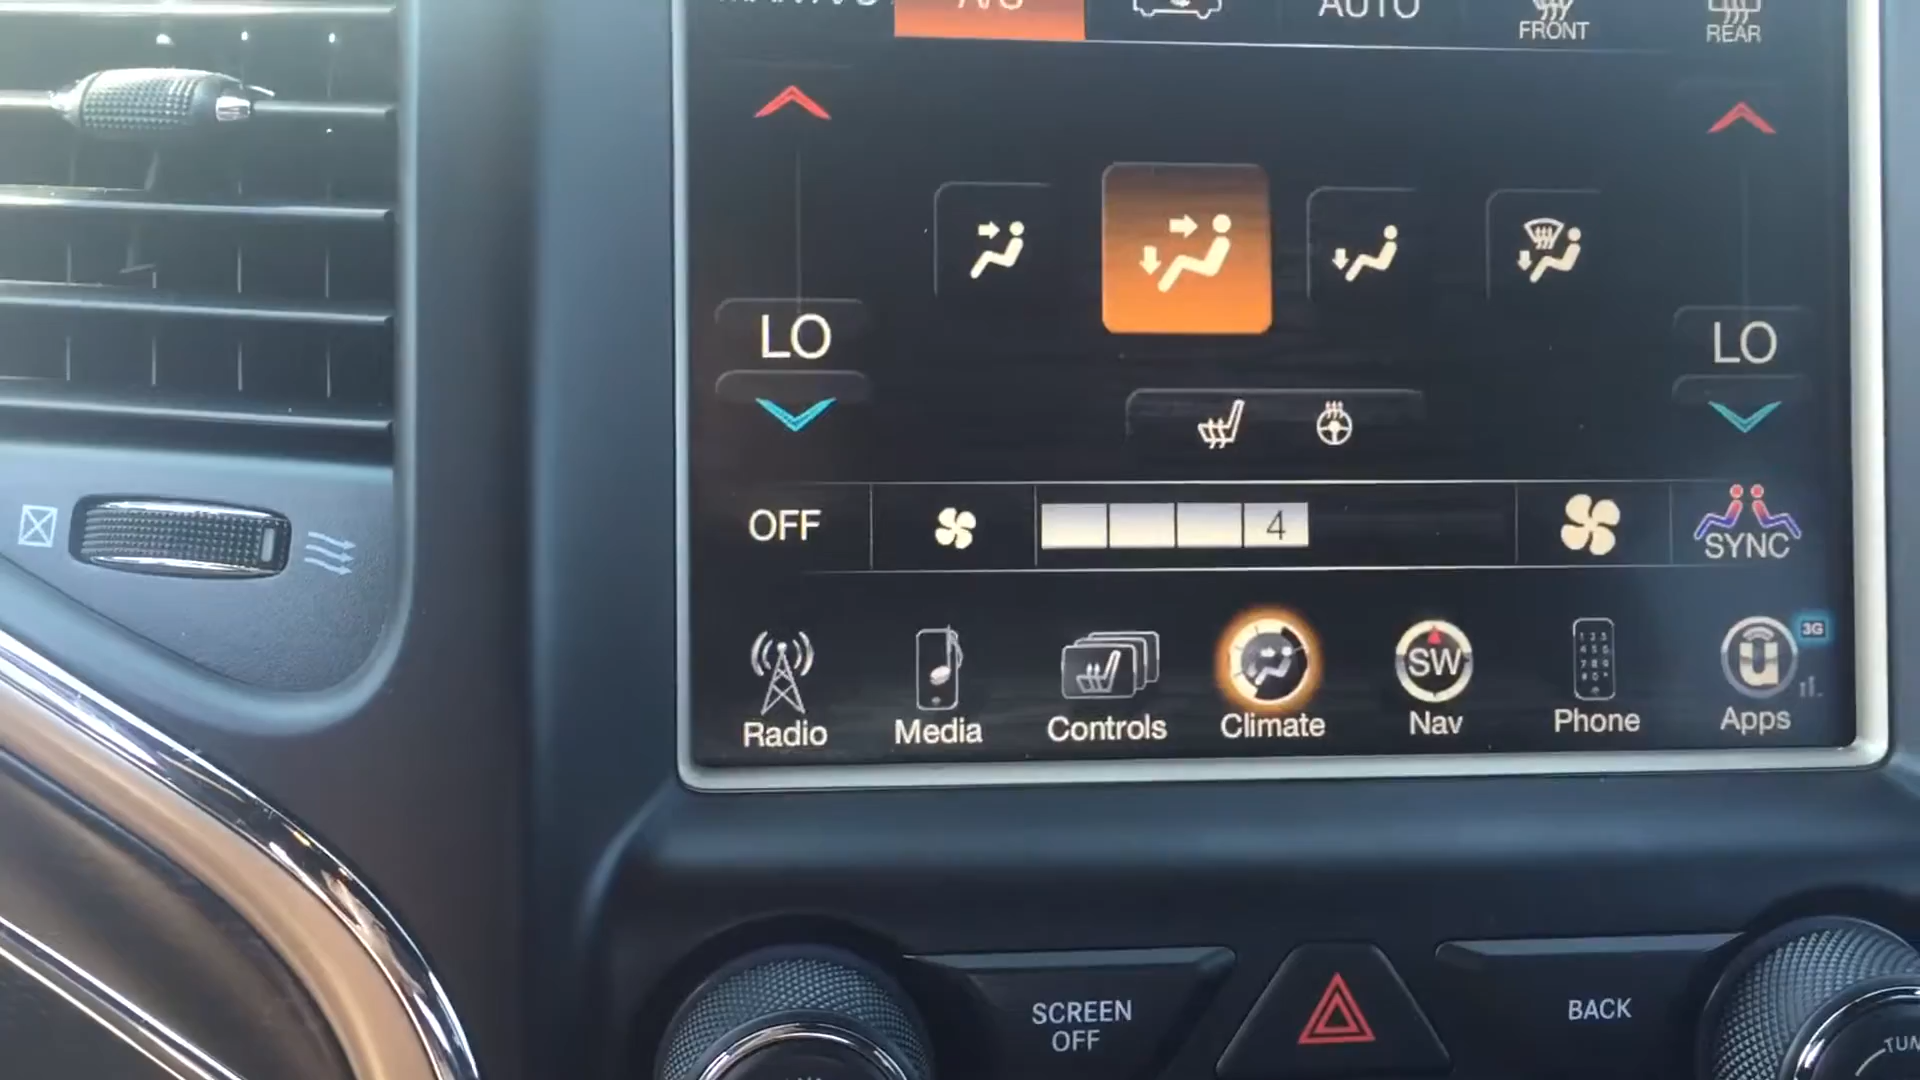 A/C
AUTO
FRONT
REAR
LO
LO
OFF
4
SYNC
3G
SW
Radio
Media
Controls
Climate
Nav
Phone
Apps
SCREEN
OFF
BACK